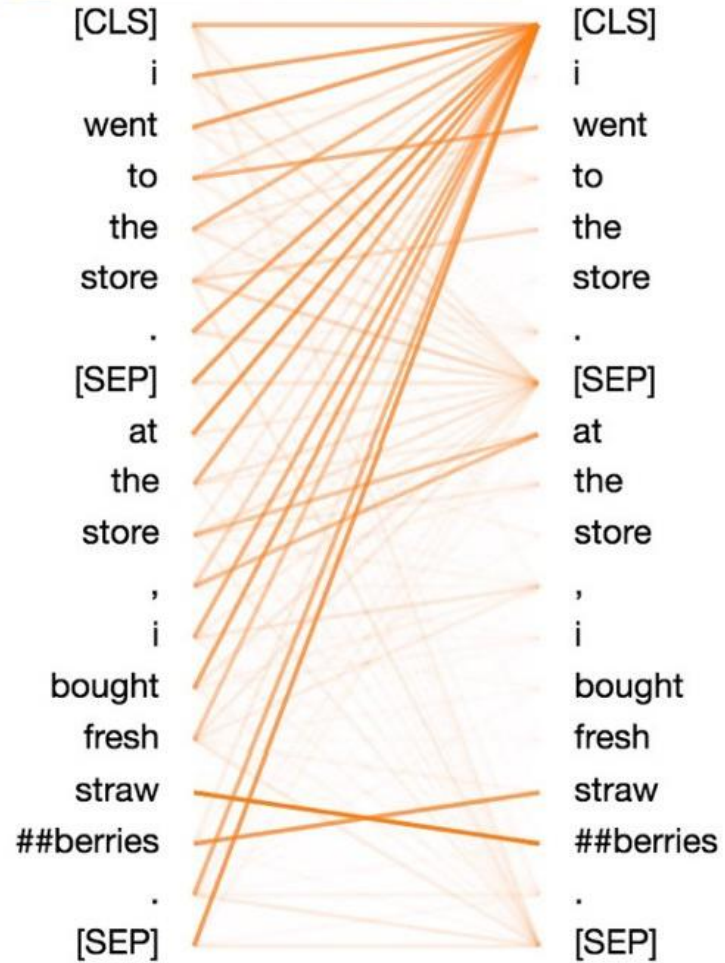 [CLS] [CLS]
i i
went went
to to
the the
store store
. .
[SEP] [SEP]
at at
the the
store store
, ,
i i
bought bought
fresh fresh
straw straw
##berries ##berries
. .
[SEP] [SEP]